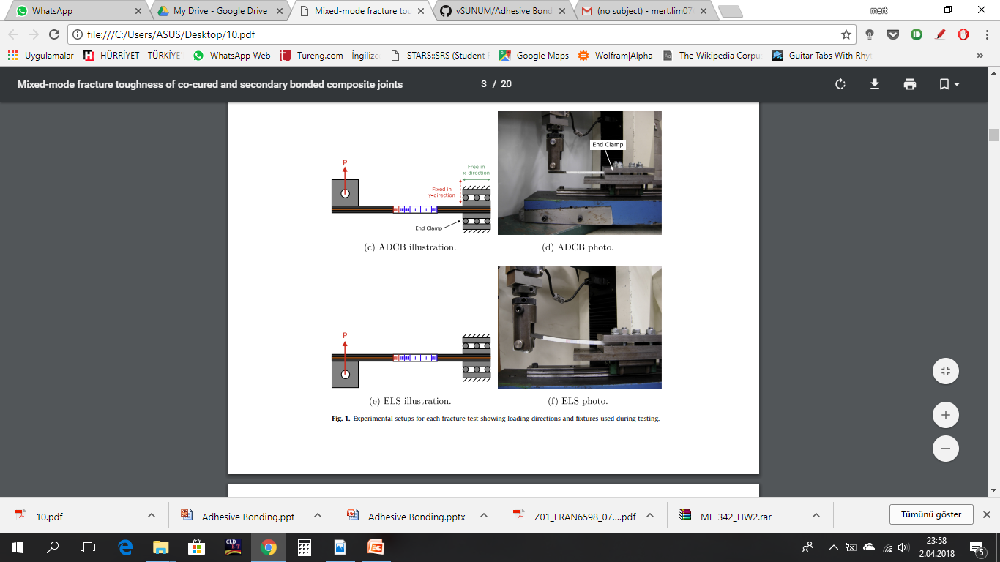 WhatsApp
My Drive - Google Drive
Mixed-mode fracture tou
vSUNUM/Adhesive Bond
(no subject) - mert.lim07
mert
file:///C:/Users/ASUS/Desktop/10.pdf
Uygulamalar
HÜRRİYET - TÜRKİYE
WhatsApp Web
Tureng.com - İngilizce
STARS::SRS (Student
Google Maps
Wolfram|Alpha
The Wikipedia Corpu
Guitar Tabs With Rhy
»
Mixed-mode fracture toughness of co-cured and secondary bonded composite joints
3 / 20
P
Free in
x-direction
Fixed in
y-direction
End Clamp
End Clamp
(c) ADCB illustration.
(d) ADCB photo.
P
(e) ELS illustration.
(f) ELS photo.
Fig. 1. Experimental setups for each fracture test showing loading directions and fixtures used during testing.
10.pdf
Adhesive Bonding.ppt
Adhesive Bonding.pptx
Z01_FRAN6598_07....pdf
ME-342_HW2.rar
Tümünü göster
CLD
E-T
23:58
2.04.2018
5